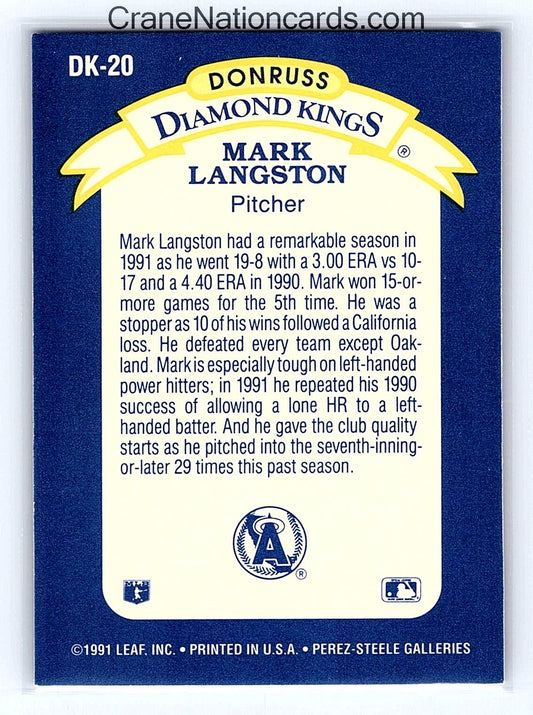 CraneNationcards.com
DK-20
DONRUSS
DIAMOND KINGS
®
MARK
LANGSTON
Pitcher
Mark Langston had a remarkable season in
1991 as he went 19-8 with a 3.00 ERA vs 10-
17 and a 4.40 ERA in 1990. Mark won 15-or-
more games for the 5th time. He was a
stopper as 10 of his wins followed a California
loss. He defeated every team except Oak-
land. Mark is especially tough on left-handed
power hitters; in 1991 he repeated his 1990
success of allowing a lone HR to a left-
handed batter. And he gave the club quality
starts as he pitched into the seventh-inning-
or-later 29 times this past season.
A
®
©1991 LEAF, INC. • PRINTED IN U.S.A. • PEREZ-STEELE GALLERIES